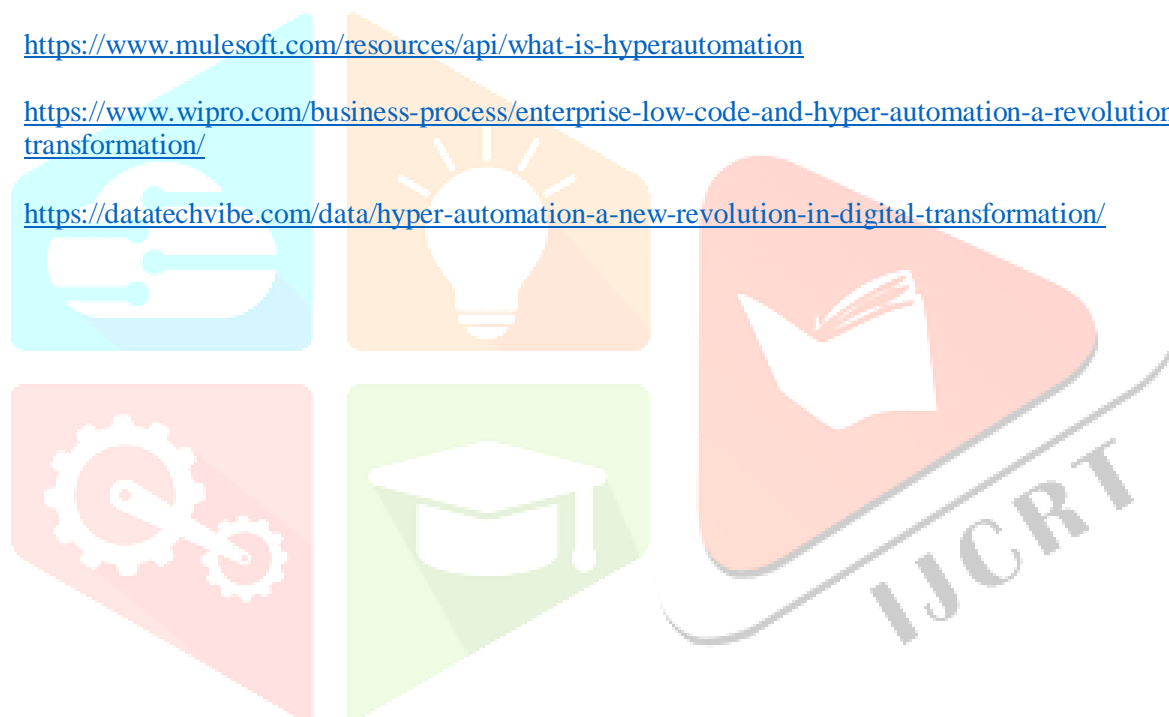 https://www.mulesoft.com/resources/api/what-is-hyperautomation
https://www.wipro.com/business-process/enterprise-low-code-and-hyper-automation-a-revolution
transformation/
https://datatechvibe.com/data/hyper-automation-a-new-revolution-in-digital-transformation/
IJCRT